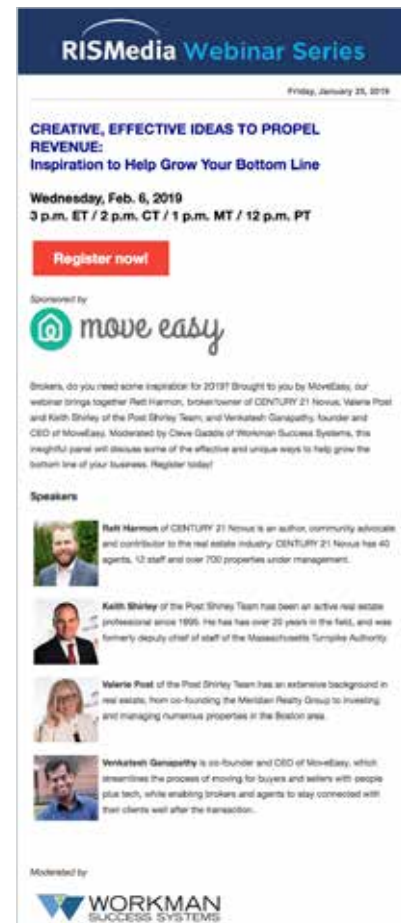 RISMedia Webinar Series
Friday, January 25, 2019
CREATIVE, EFFECTIVE IDEAS TO PROPEL
REVENUE:
Inspiration to Help Grow Your Bottom Line
Wednesday, Feb. 6, 2019
3 p.m. ET / 2 p.m. CT / 1 p.m. MT / 12 p.m. PT
Register now!
Sponsored by
move easy
Brokers, do you need some inspiration for 2019? Brought to you by MoveEasy, our
webinar brings together Rett Harmon, broker/owner of CENTURY 21 Novus, Valerie Post
and Keith Shirley of the Post Shirley Team, and Venkatesh Ganapathy, founder and
CEO of MoveEasy. Moderated by Cleve Gaddis of Workman Success Systems, this
insightful panel will discuss some of the effective and unique ways to help grow the
bottom line of your business. Register today!
Speakers
Rett Harmon of CENTURY 21 Novus is an author, community advocate
and contributor to the real estate industry. CENTURY 21 Novus has 40
agents, 12 staff and over 700 properties under management.
Keith Shirley of the Post Shirley Team has been an active real estate
professional since 1995. He has has over 20 years in the field, and was
formerly deputy chief of staff of the Massachusetts Turnpike Authority.
Valerie Post of the Post Shirley Team has an extensive background in
real estate, from co-founding the Meridian Realty Group to investing
and managing numerous properties in the Boston area.
Venkatesh Ganapathy is co-founder and CEO of MoveEasy, which
streamlines the process of moving for buyers and sellers with people
plus tech, while enabling brokers and agents to stay connected with
their clients well after the transaction.
Moderated by
WORKMAN
SUCCESS SYSTEMS